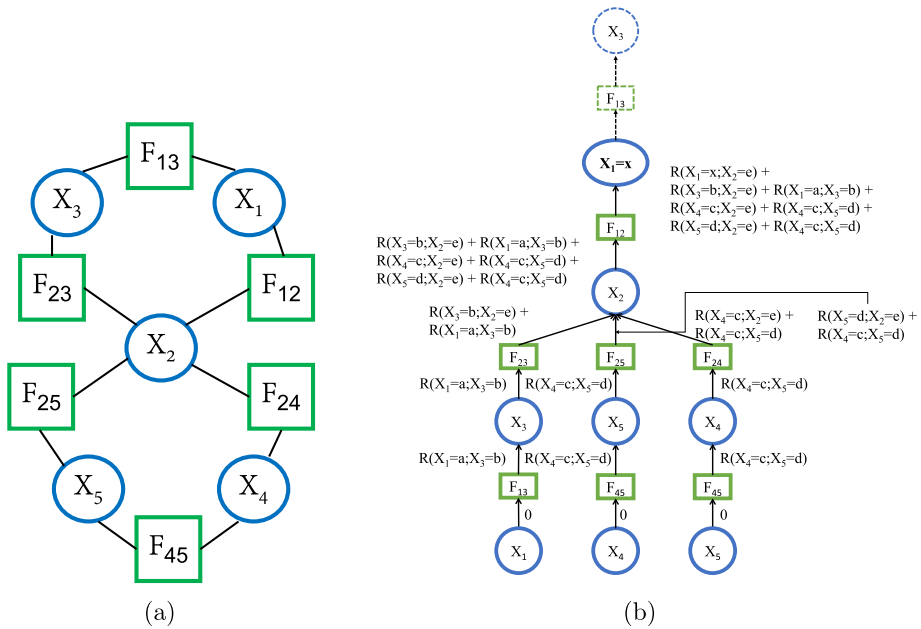 F13
X3
X1
F23
F12
X2
F25
F24
X5
X4
F45
(a)
X3
F13
X1=x
R(X1=x;X2=e) +
R(X3=b;X2=e) + R(X1=a;X3=b) +
R(X4=c;X2=e) + R(X4=c;X5=d) +
R(X5=d;X2=e) + R(X4=c;X5=d)
F12
R(X3=b;X2=e) + R(X1=a;X3=b) +
R(X4=c;X2=e) + R(X4=c;X5=d) +
R(X5=d;X2=e) + R(X4=c;X5=d)
X2
R(X3=b;X2=e) +
R(X1=a;X3=b)
R(X4=c;X2=e) +
R(X4=c;X5=d)
R(X5=d;X2=e) +
R(X4=c;X5=d)
F23
F25
F24
R(X1=a;X3=b)
R(X4=c;X5=d)
R(X4=c;X5=d)
X3
X5
X4
R(X1=a;X3=b)
R(X4=c;X5=d)
R(X4=c;X5=d)
F13
F45
F45
0
0
0
X1
X4
X5
(b)